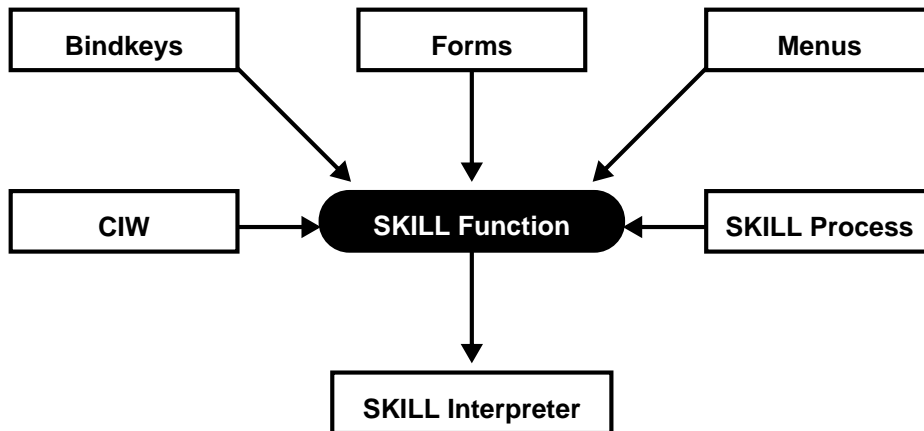 Bindkeys
Forms
Menus
CIW
SKILL Function
SKILL Process
SKILL Interpreter